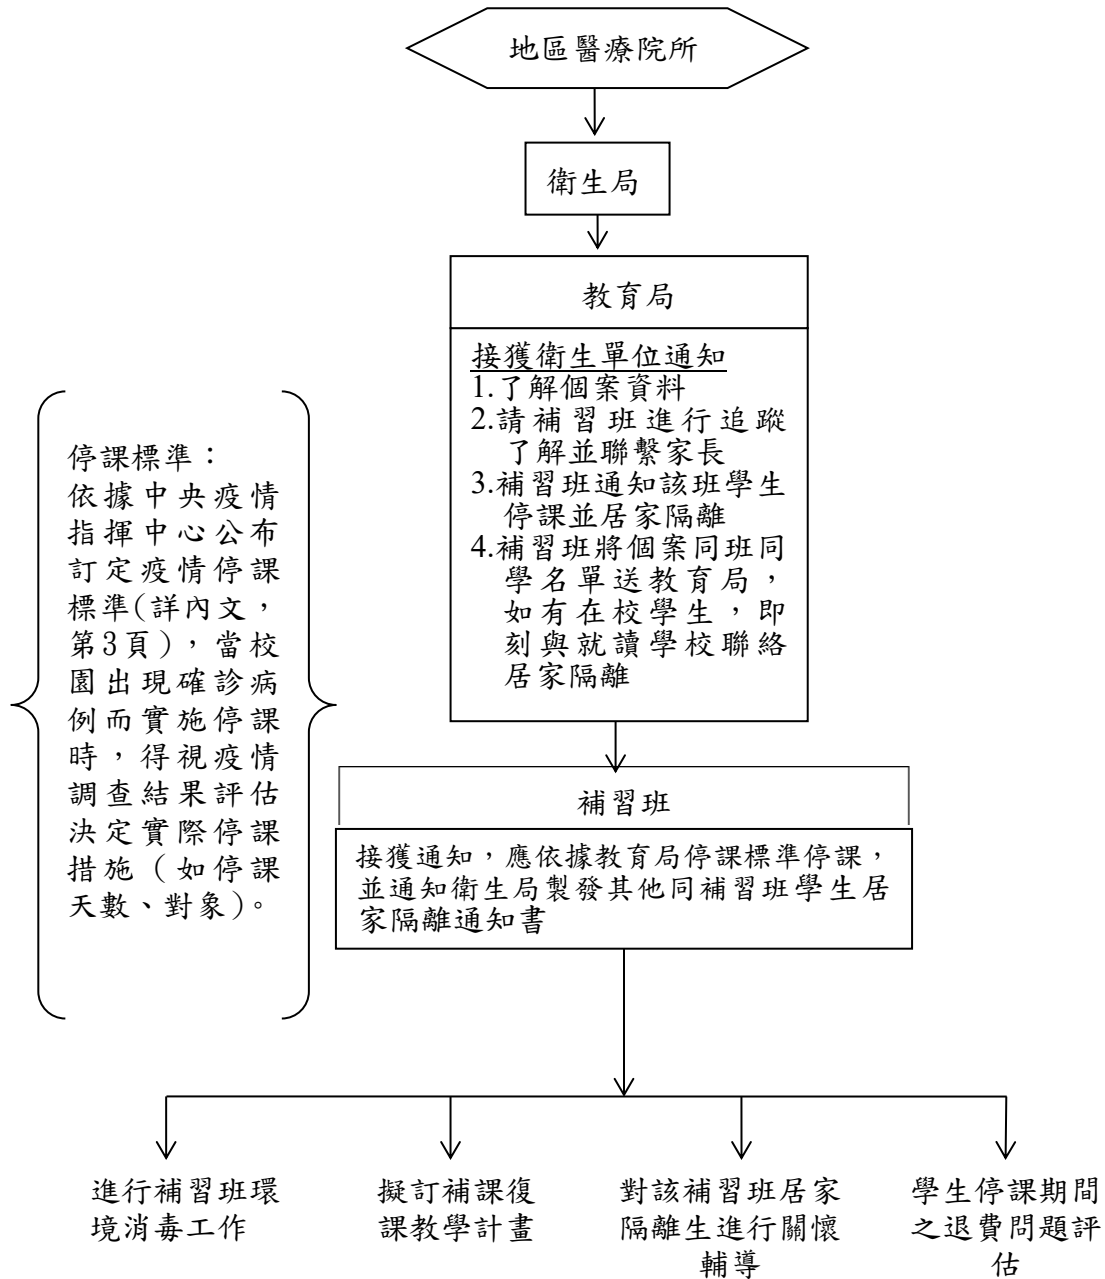 地區醫療院所
衛生局
教育局
接獲衛生單位通知
1.了解個案資料
2.請補習班進行追蹤
了解並聯繫家長
3.補習班通知該班學生
停課並居家隔離
4.補習班將個案同班同
學名單送教育局，
如有在校學生，即
刻與就讀學校聯絡
居家隔離
停課標準：
依據中央疫情
指揮中心公布
訂定疫情停課
標準(詳內文，
第3頁)，當校
園出現確診病
例而實施停課
時，得視疫情
調查結果評估
決定實際停課
措施（如停課
天數、對象)。
補習班
接獲通知，應依據教育局停課標準停課，
並通知衛生局製發其他同補習班學生居
家隔離通知書
進行補習班環
境消毒工作
擬訂補課復
課教學計畫
對該補習班居家
隔離生進行關懷
輔導
學生停課期間
之退費問題評
估